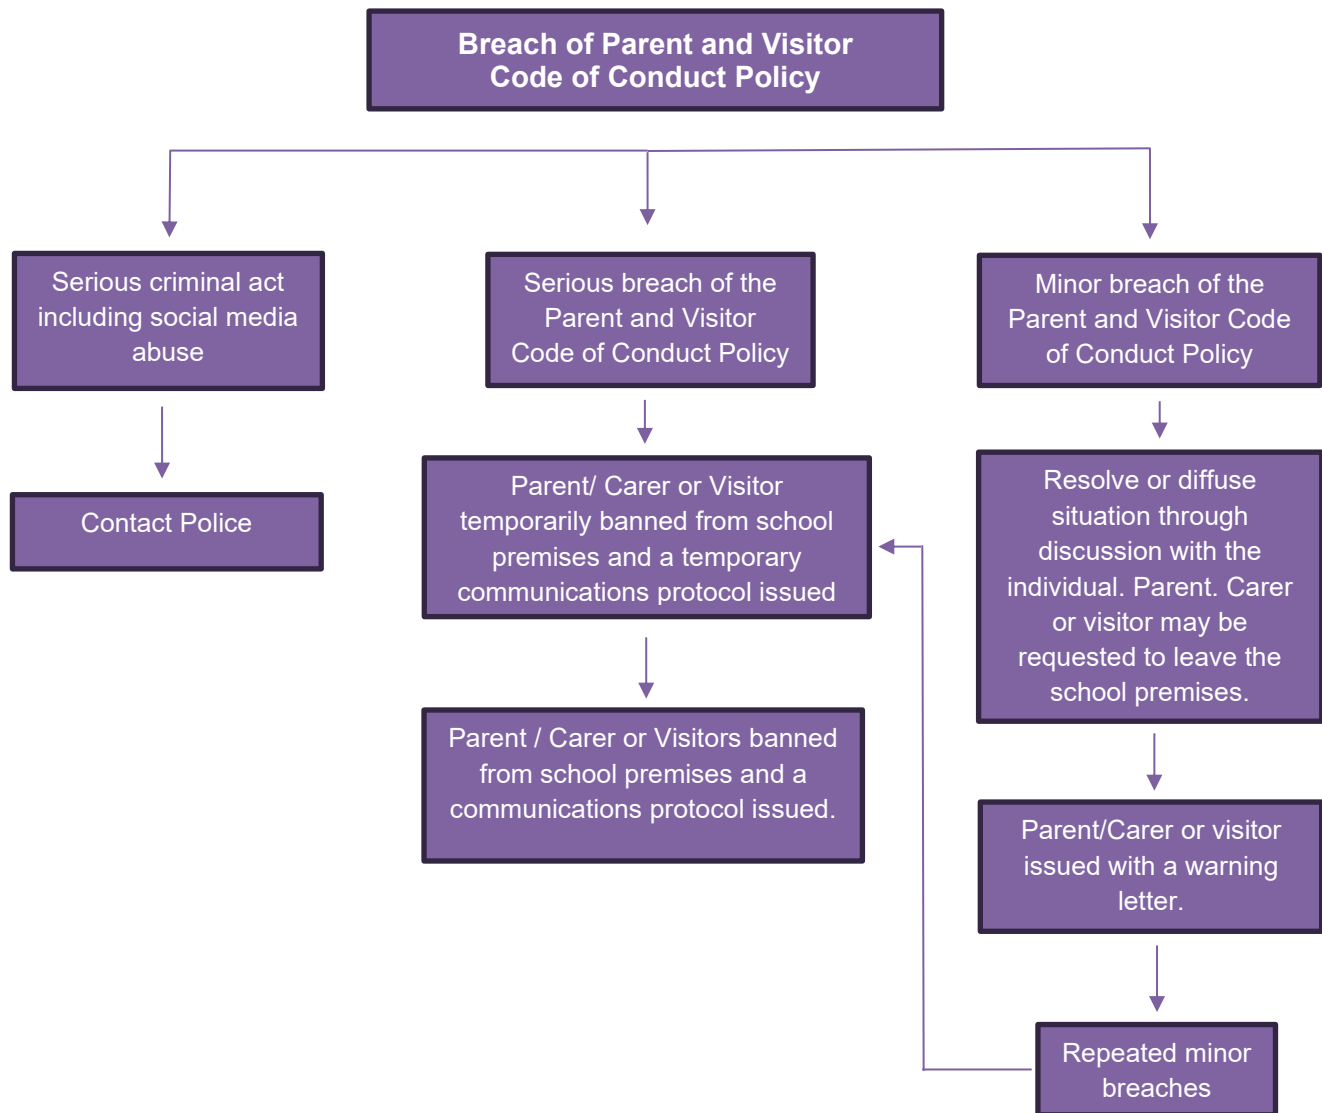 Breach of Parent and Visitor
Code of Conduct Policy
Serious criminal act
including social media
abuse
Contact Police
Serious breach of the
Parent and Visitor
Code of Conduct Policy
Parent/ Carer or Visitor
temporarily banned from school
premises and a temporary
communications protocol issued
Parent / Carer or Visitors banned
from school premises and a
communications protocol issued.
Minor breach of the
Parent and Visitor Code
of Conduct Policy
Resolve or diffuse
situation through
discussion with the
individual. Parent. Carer
or visitor may be
requested to leave the
school premises.
Parent/Carer or visitor
issued with a warning
letter.
Repeated minor
breaches